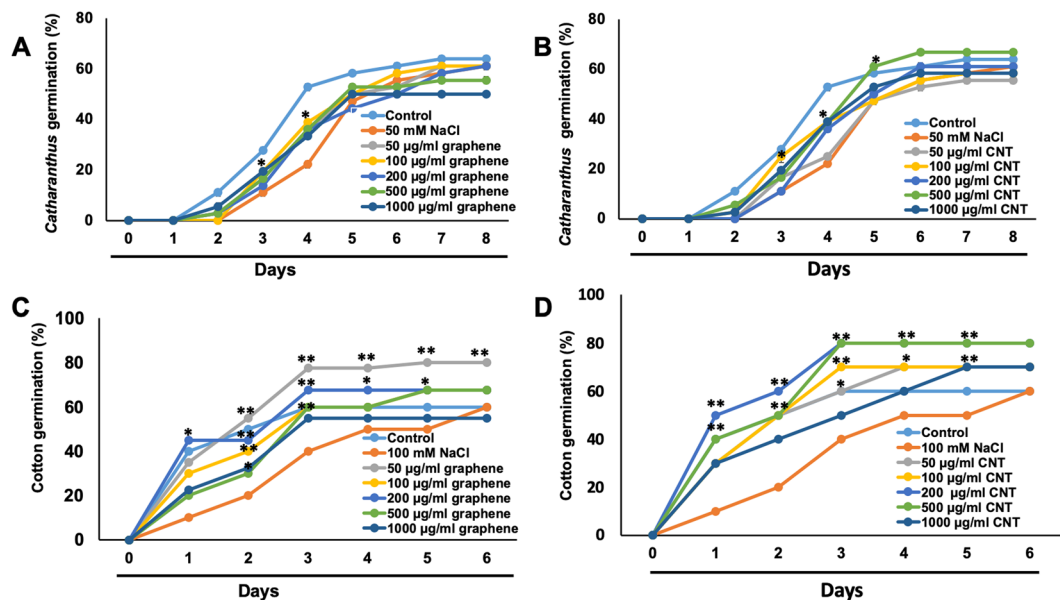 A
Catharanthus germination (%)
80
60
40
20
0
*
*
Control
50 mM NaCl
50 µg/ml graphene
100 µg/ml graphene
200 µg/ml graphene
500 µg/ml graphene
1000 µg/ml graphene
0 1 2 3 4 5 6 7 8
Days
B
Catharanthus germination (%)
80
60
40
20
0
*
*
*
Control
50 mM NaCl
50 µg/ml CNT
100 µg/ml CNT
200 µg/ml CNT
500 µg/ml CNT
1000 µg/ml CNT
0 1 2 3 4 5 6 7 8
Days
C
Cotton germination (%)
100
80
60
40
20
0
** ** ** **
** * *
** **
* **
**
*
Control
100 mM NaCl
50 µg/ml graphene
100 µg/ml graphene
200 µg/ml graphene
500 µg/ml graphene
1000 µg/ml graphene
0 1 2 3 4 5 6
Days
D
Cotton germination (%)
100
80
60
40
20
0
** ** **
** * **
** *
** **
**
Control
100 mM NaCl
50 µg/ml CNT
100 µg/ml CNT
200 µg/ml CNT
500 µg/ml CNT
1000 µg/ml CNT
0 1 2 3 4 5 6
Days